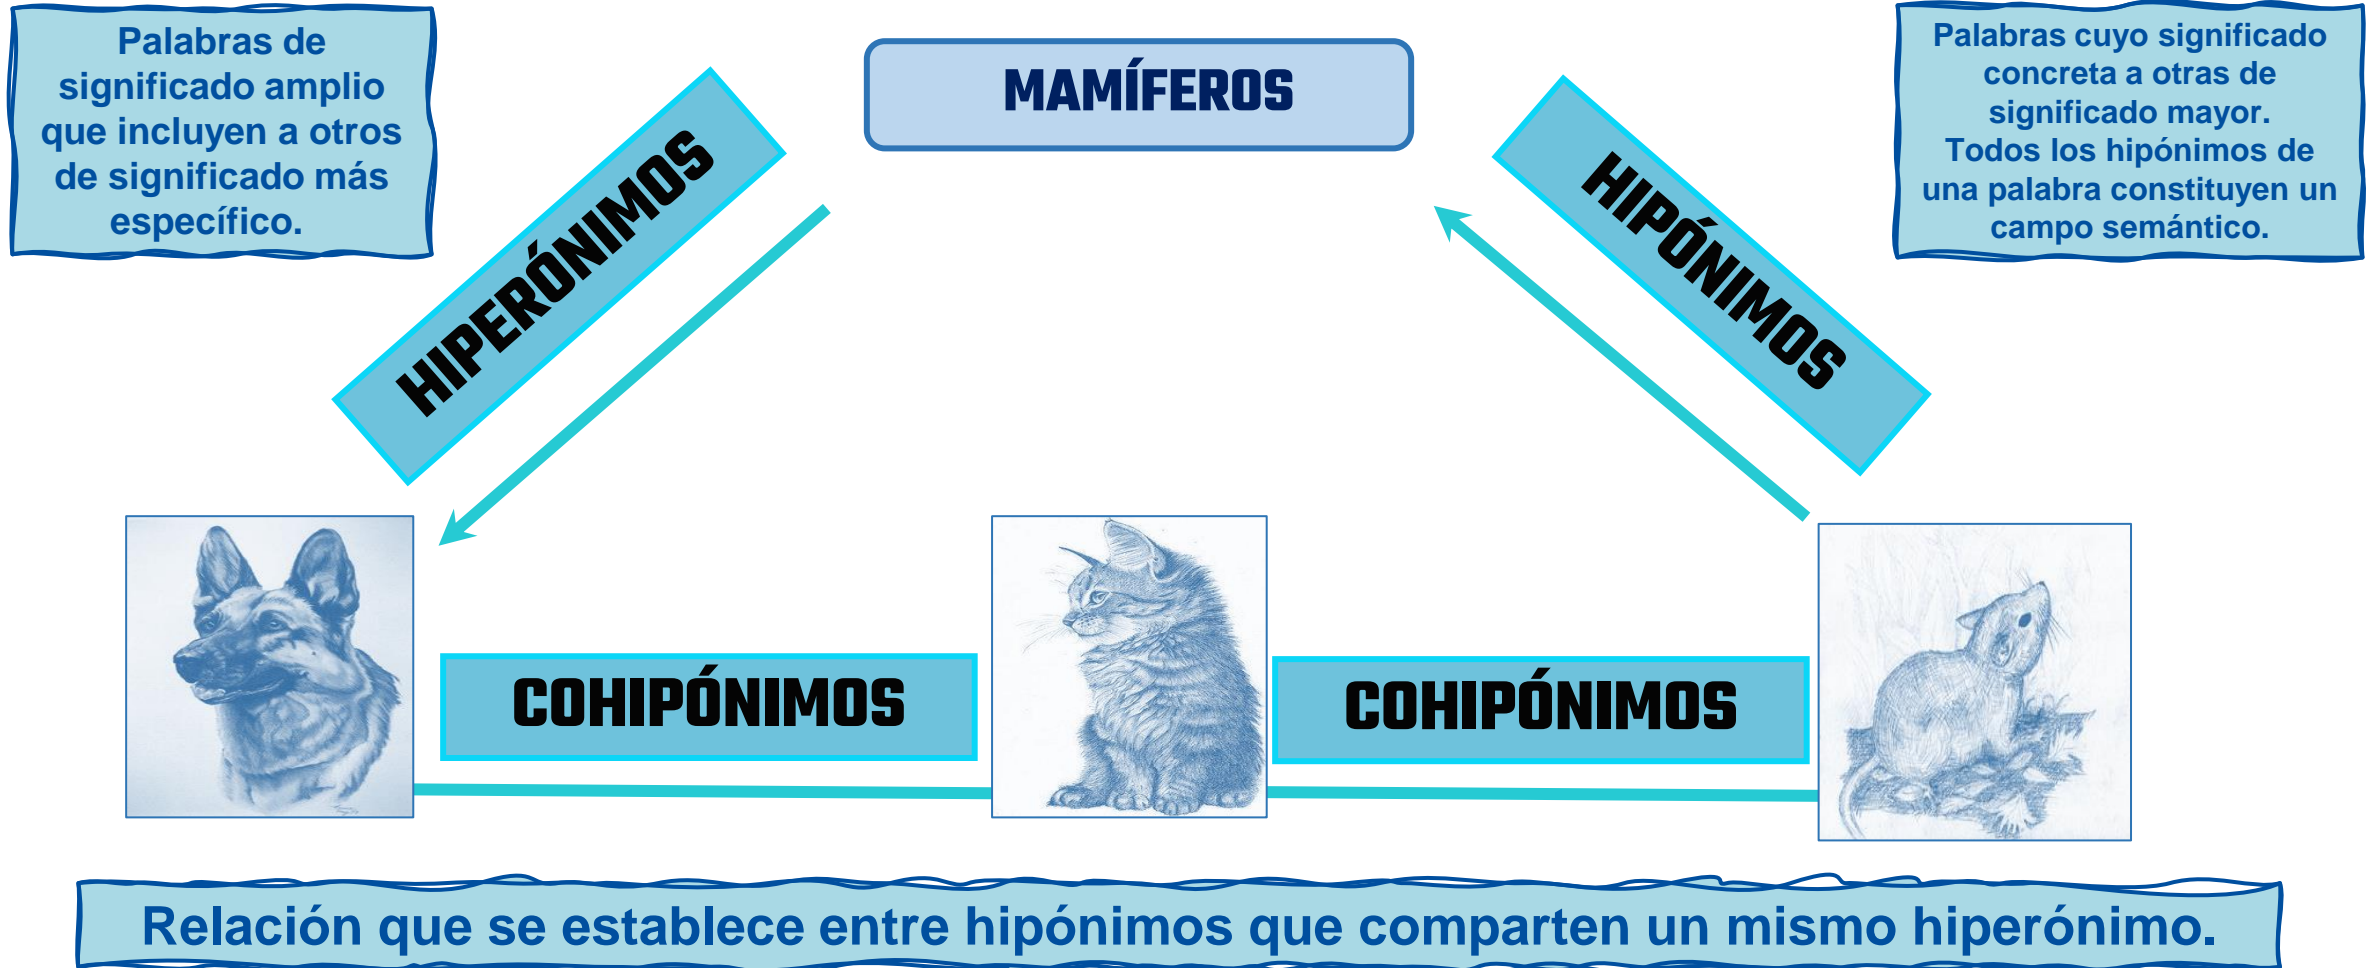 Palabras de
significado amplio
que incluyen a otros
de significado más
específico.
MAMÍFEROS
Palabras cuyo significado
concreta a otras de
significado mayor.
Todos los hipónimos de
una palabra constituyen un
campo semántico.
HIPERÓNIMOS
HIPÓNIMOS
COHIPÓNIMOS
COHIPÓNIMOS
Relación que se establece entre hipónimos que comparten un mismo hiperónimo.